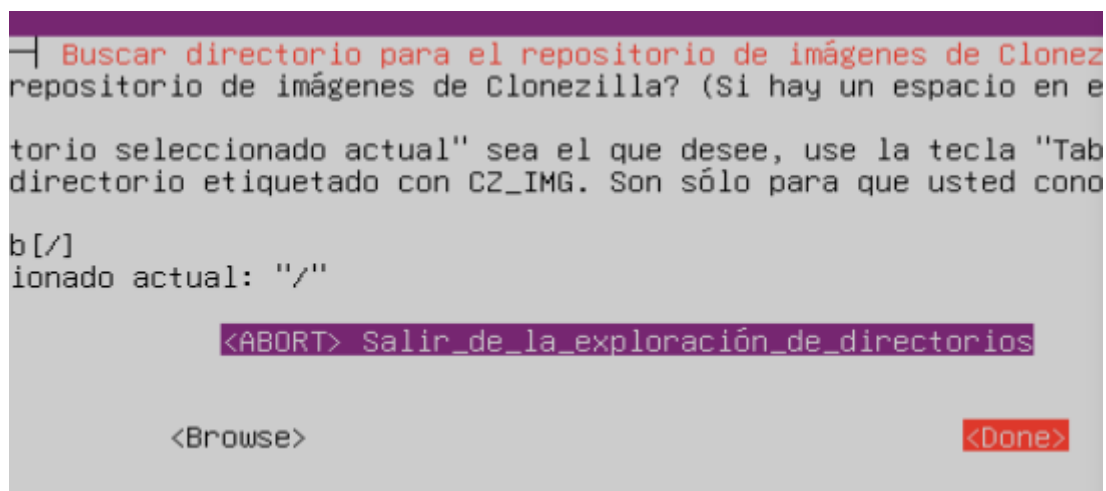 Buscar directorio para el repositorio de imágenes de Clonez
repositorio de imágenes de Clonezilla? (Si hay un espacio en e
torio seleccionado actual" sea el que desee, use la tecla "Tab
directorio etiquetado con CZ_IMG. Son sólo para que usted cono
b[/]
ionado actual: "/"
<ABORT> Salir_de_la_exploración_de_directorios
<Browse> <Done>